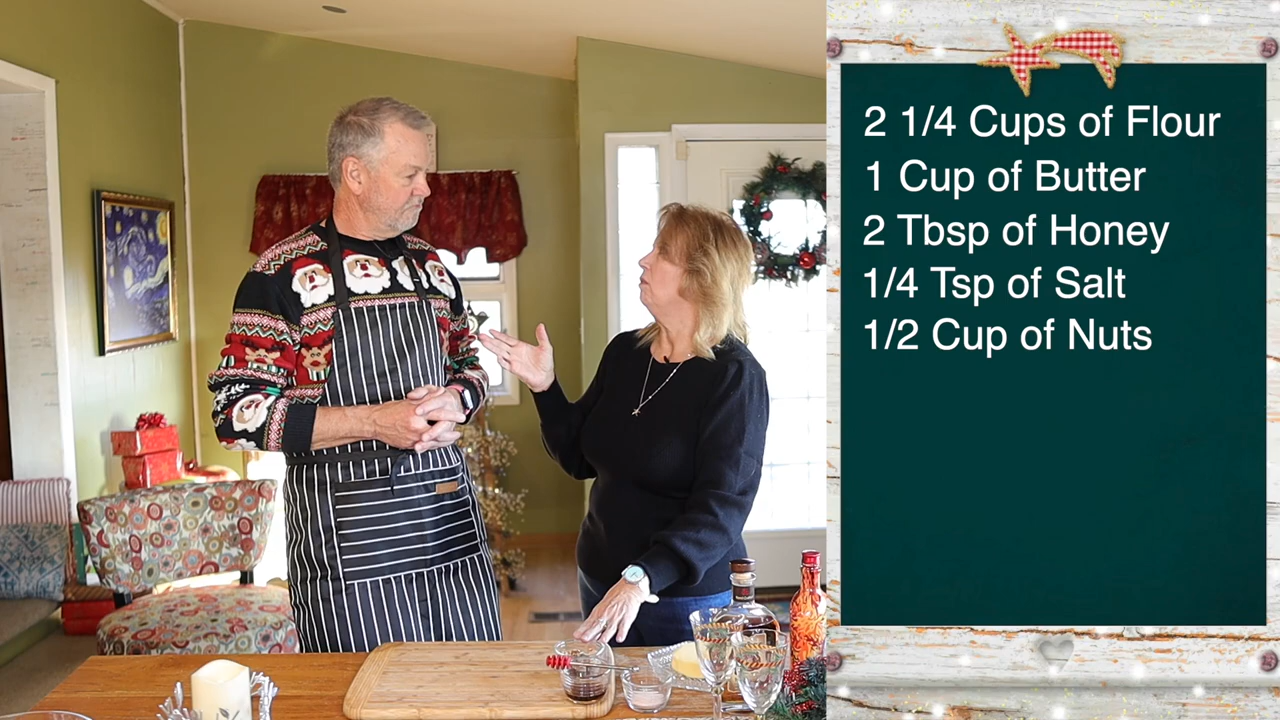 2 1/4 Cups of Flour
1 Cup of Butter
2 Tbsp of Honey
1/4 Tsp of Salt
1/2 Cup of Nuts